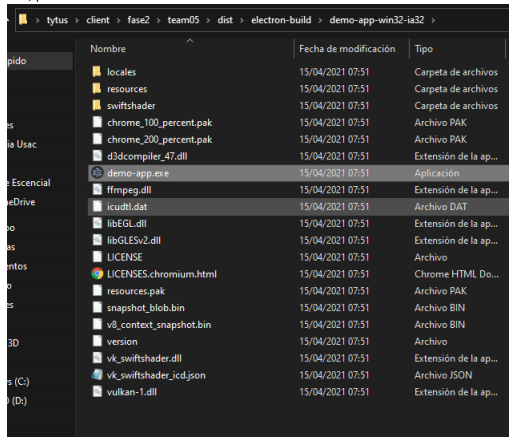 tytus > client > fase2 > team05 > dist > electron-build > demo-app-win32-ia32 >
Nombre Fecha de modificación Tipo
pido
locales 15/04/2021 07:51 Carpeta de archivos
resources 15/04/2021 07:51 Carpeta de archivos
swiftshader 15/04/2021 07:51 Carpeta de archivos
es chrome_100_percent.pak 15/04/2021 07:51 Archivo PAK
ia Usac chrome_200_percent.pak 15/04/2021 07:51 Archivo PAK
d3dcompiler_47.dll 15/04/2021 07:51 Extensión de la ap...
e Escencial demo-app.exe 15/04/2021 07:51 Aplicación
neDrive ffmpeg.dll 15/04/2021 07:51 Extensión de la ap...
icudtl.dat 15/04/2021 07:51 Archivo DAT
po libEGL.dll 15/04/2021 07:51 Extensión de la ap...
as libGLESv2.dll 15/04/2021 07:51 Extensión de la ap...
entos LICENSE 15/04/2021 07:51 Archivo
o LICENSES.chromium.html 15/04/2021 07:51 Chrome HTML Do...
resources.pak 15/04/2021 07:51 Archivo PAK
es snapshot_blob.bin 15/04/2021 07:51 Archivo BIN
v8_context_snapshot.bin 15/04/2021 07:51 Archivo BIN
3D version 15/04/2021 07:51 Archivo
vk_swiftshader.dll 15/04/2021 07:51 Extensión de la ap...
s (C:) vk_swiftshader_icd.json 15/04/2021 07:51 Archivo JSON
(D:) vulkan-1.dll 15/04/2021 07:51 Extensión de la ap...